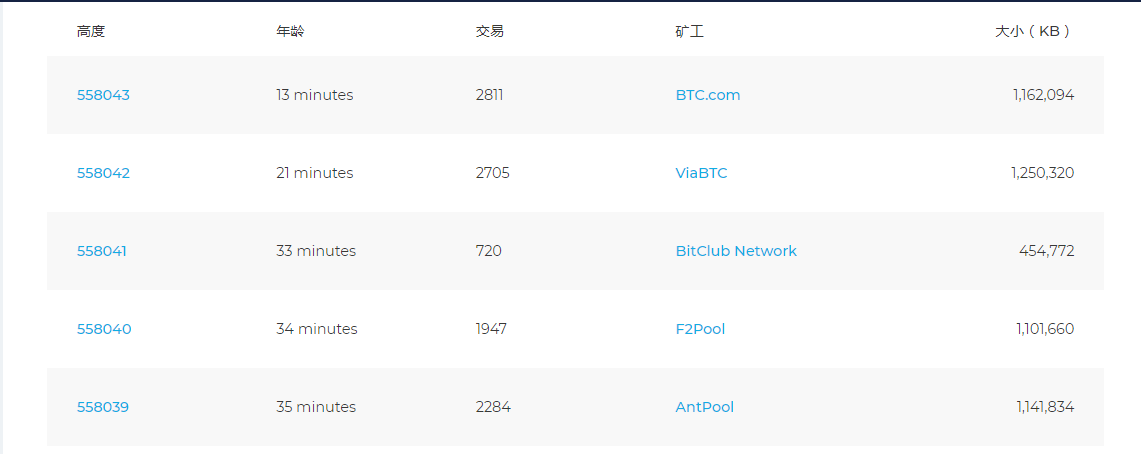 高度 年龄 交易 矿工 大小（KB）
558043 13 minutes 2811 BTC.com 1,162,094
558042 21 minutes 2705 ViaBTC 1,250,320
558041 33 minutes 720 BitClub Network 454,772
558040 34 minutes 1947 F2Pool 1,101,660
558039 35 minutes 2284 AntPool 1,141,834